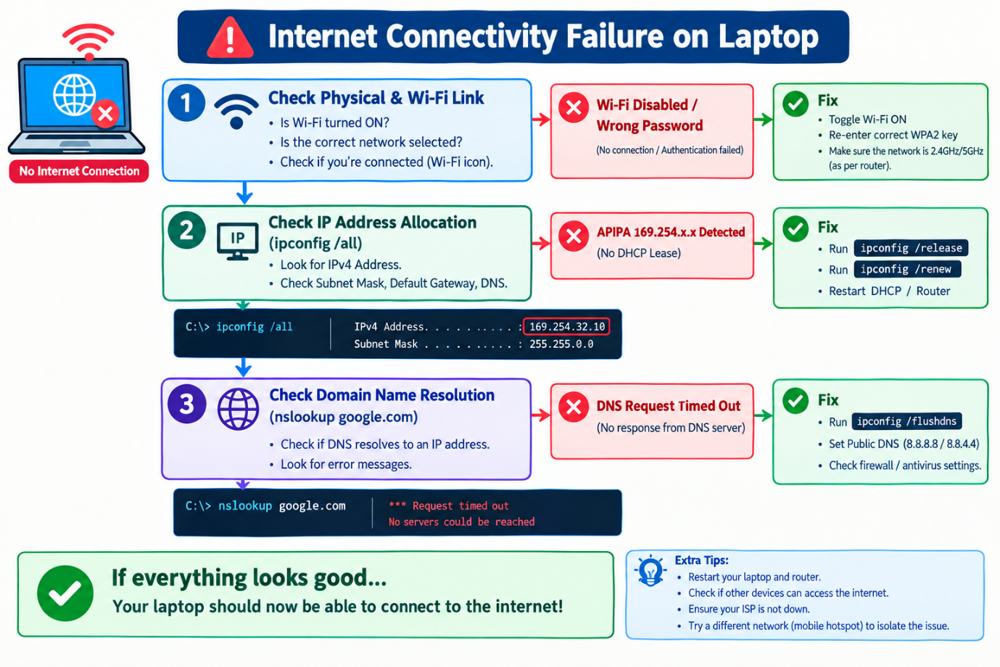 Internet Connectivity Failure on Laptop
No Internet Connection
1
Check Physical & Wi-Fi Link
• Is Wi-Fi turned ON?
• Is the correct network selected?
• Check if you're connected (Wi-Fi icon).
Wi-Fi Disabled /
Wrong Password
(No connection / Authentication failed)
Fix
• Toggle Wi-Fi ON
• Re-enter correct WPA2 key
• Make sure the network is 2.4GHz/5GHz
(as per router).
2
IP
Check IP Address Allocation
(ipconfig /all)
• Look for IPv4 Address.
• Check Subnet Mask, Default Gateway, DNS.
APIPA 169.254.x.x Detected
(No DHCP Lease)
Fix
• Run ipconfig /release
• Run ipconfig /renew
• Restart DHCP / Router
C:\> ipconfig /all
IPv4 Address. . . . . . . . . . : 169.254.32.10
Subnet Mask . . . . . . . . . . : 255.255.0.0
3
Check Domain Name Resolution
(nslookup google.com)
• Check if DNS resolves to an IP address.
• Look for error messages.
DNS Request Timed Out
(No response from DNS server)
Fix
• Run ipconfig /flushdns
• Set Public DNS (8.8.8.8 / 8.8.4.4)
• Check firewall / antivirus settings.
C:\> nslookup google.com
*** Request timed out
No servers could be reached
If everything looks good...
Your laptop should now be able to connect to the internet!
Extra Tips:
• Restart your laptop and router.
• Check if other devices can access the internet.
• Ensure your ISP is not down.
• Try a different network (mobile hotspot) to isolate the issue.